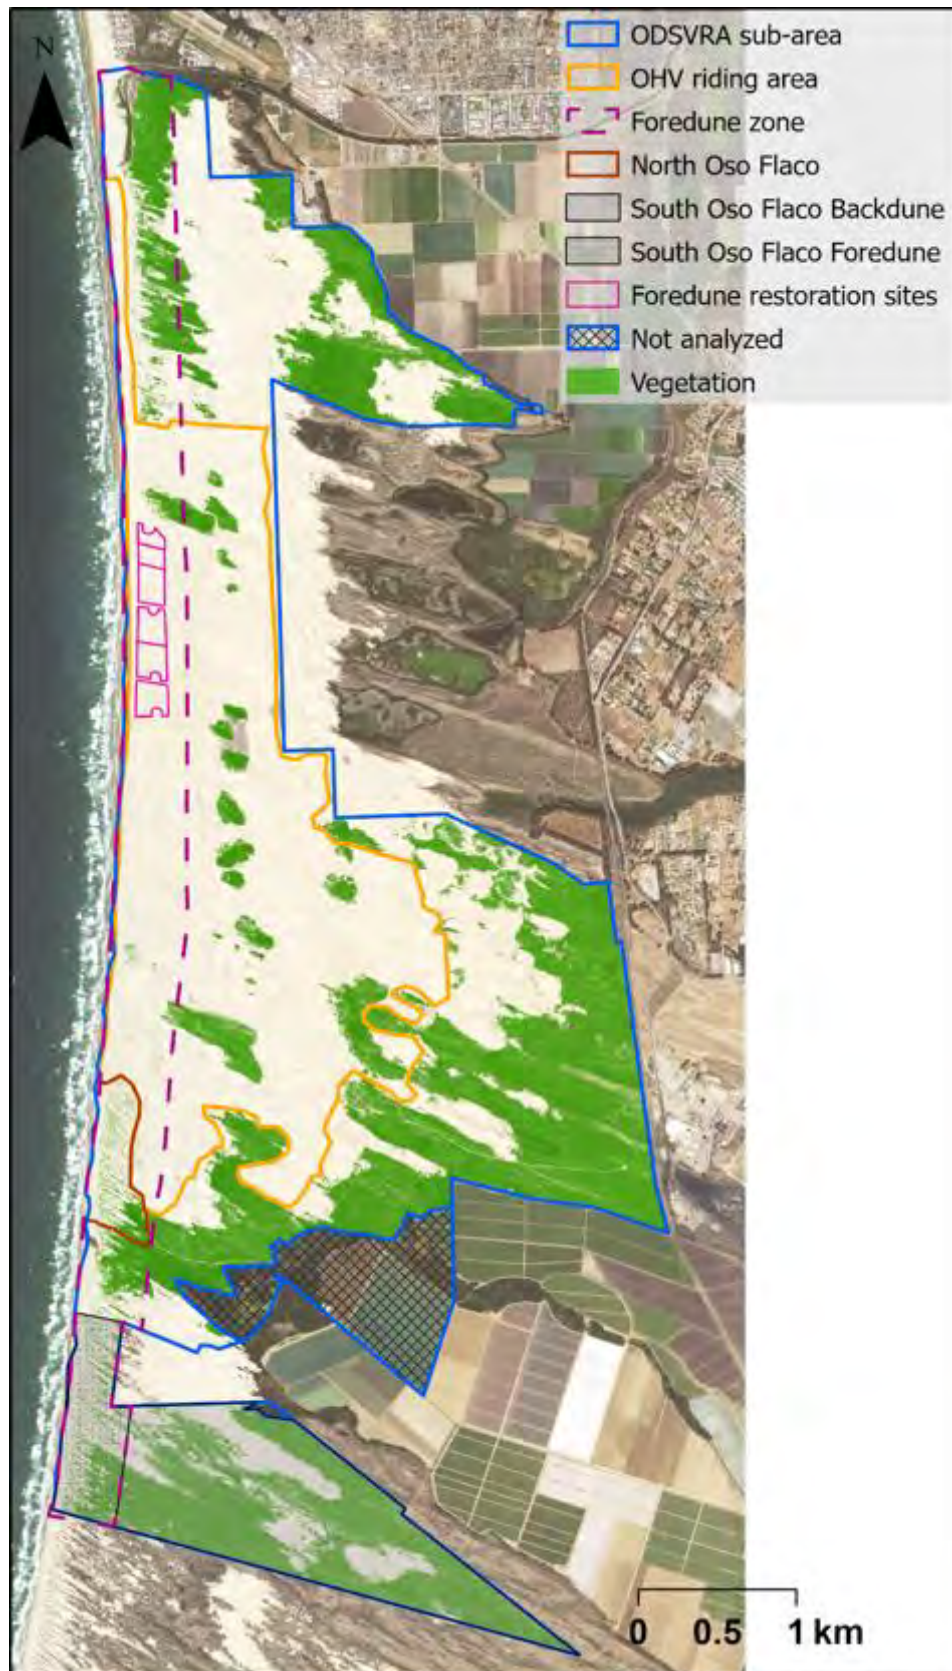 N
ODSVRA sub-area
OHV riding area
Foredune zone
North Oso Flaco
South Oso Flaco Backdune
South Oso Flaco Foredune
Foredune restoration sites
Not analyzed
Vegetation
0 0.5 1 km